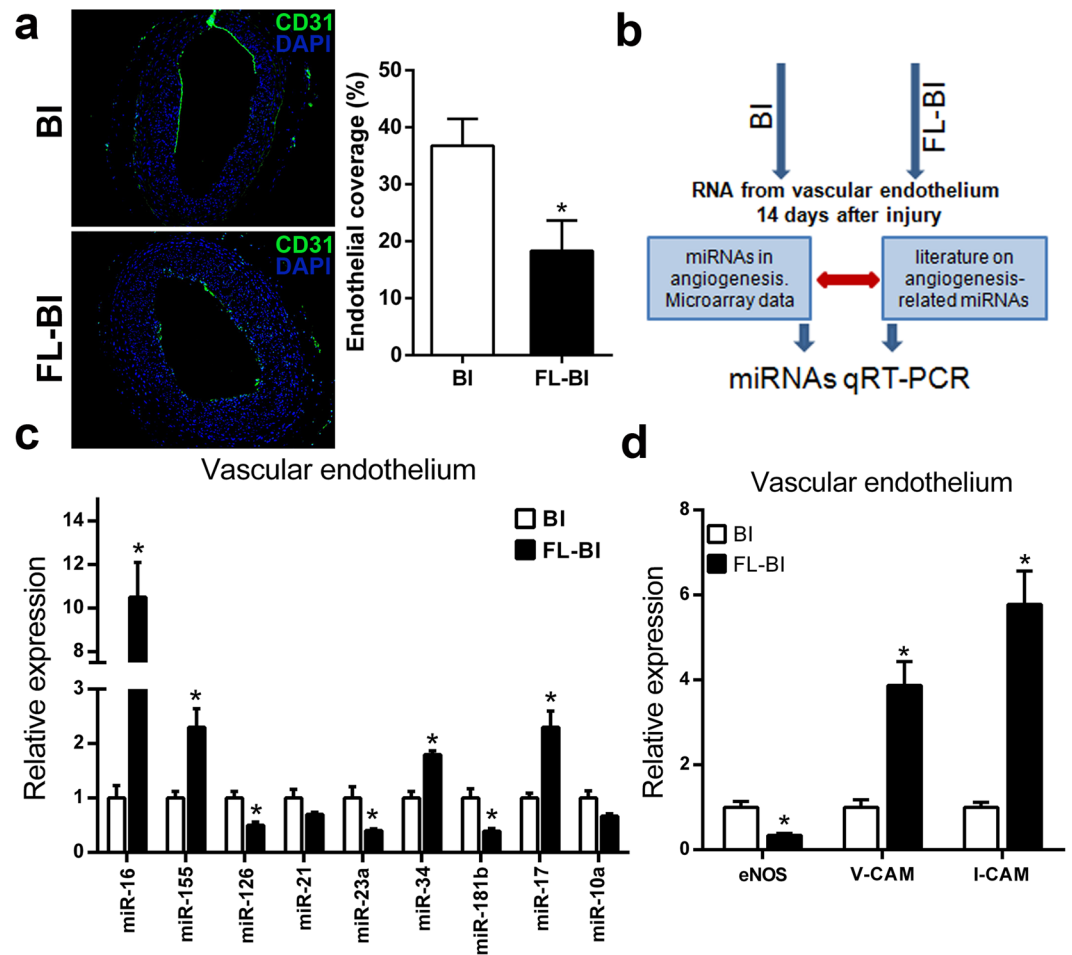 a
CD31
DAPI
BI
CD31
DAPI
FL-BI
Endothelial coverage (%)
50
40
30
20
10
0
*
BI
FL-BI
b
BI
FL-BI
RNA from vascular endothelium
14 days after injury
miRNAs in
angiogenesis.
Microarray data
literature on
angiogenesis-
related miRNAs
miRNAs qRT-PCR
c
Vascular endothelium
Relative expression
14
12
10
8
3
2
1
0
BI
FL-BI
*
*
*
*
*
*
*
miR-16
miR-155
miR-126
miR-21
miR-23a
miR-34
miR-181b
miR-17
miR-10a
d
Vascular endothelium
Relative expression
8
6
4
2
0
BI
FL-BI
*
*
*
eNOS
V-CAM
I-CAM